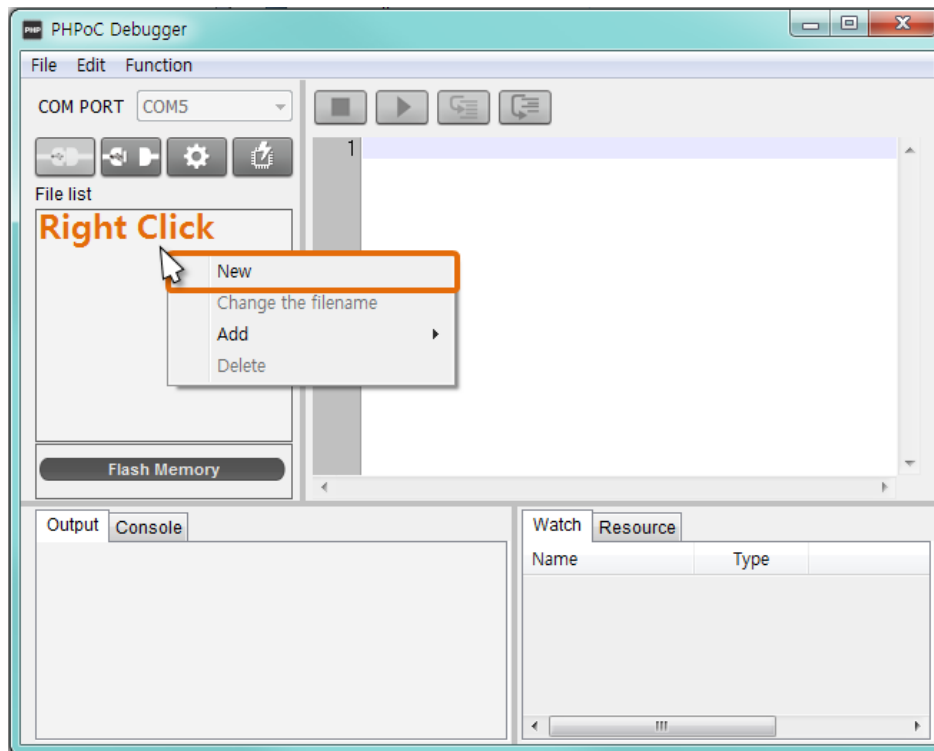 PHP PHPoC Debugger
File Edit Function
COM PORT COM5
File list
1
Right Click
New
Change the filename
Add
Delete
Flash Memory
Output Console
Watch Resource
Name Type